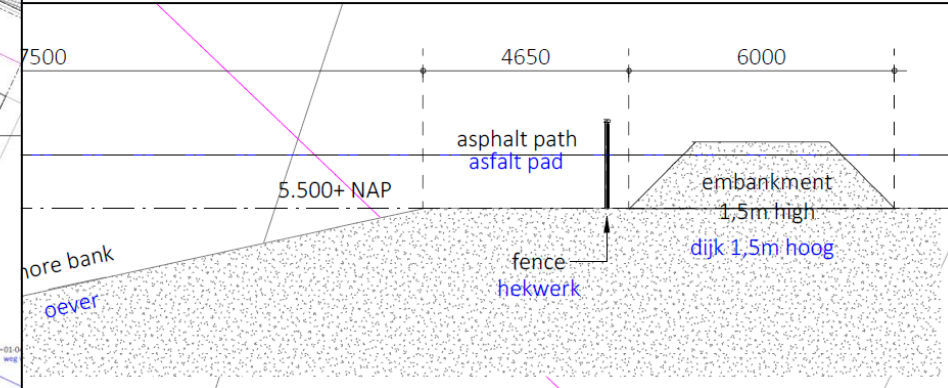 7500
4650
6000
asphalt path
asfalt pad
5.500+ NAP
embankment
1,5m high
dijk 1,5m hoog
hore bank
oever
fence
hekwerk